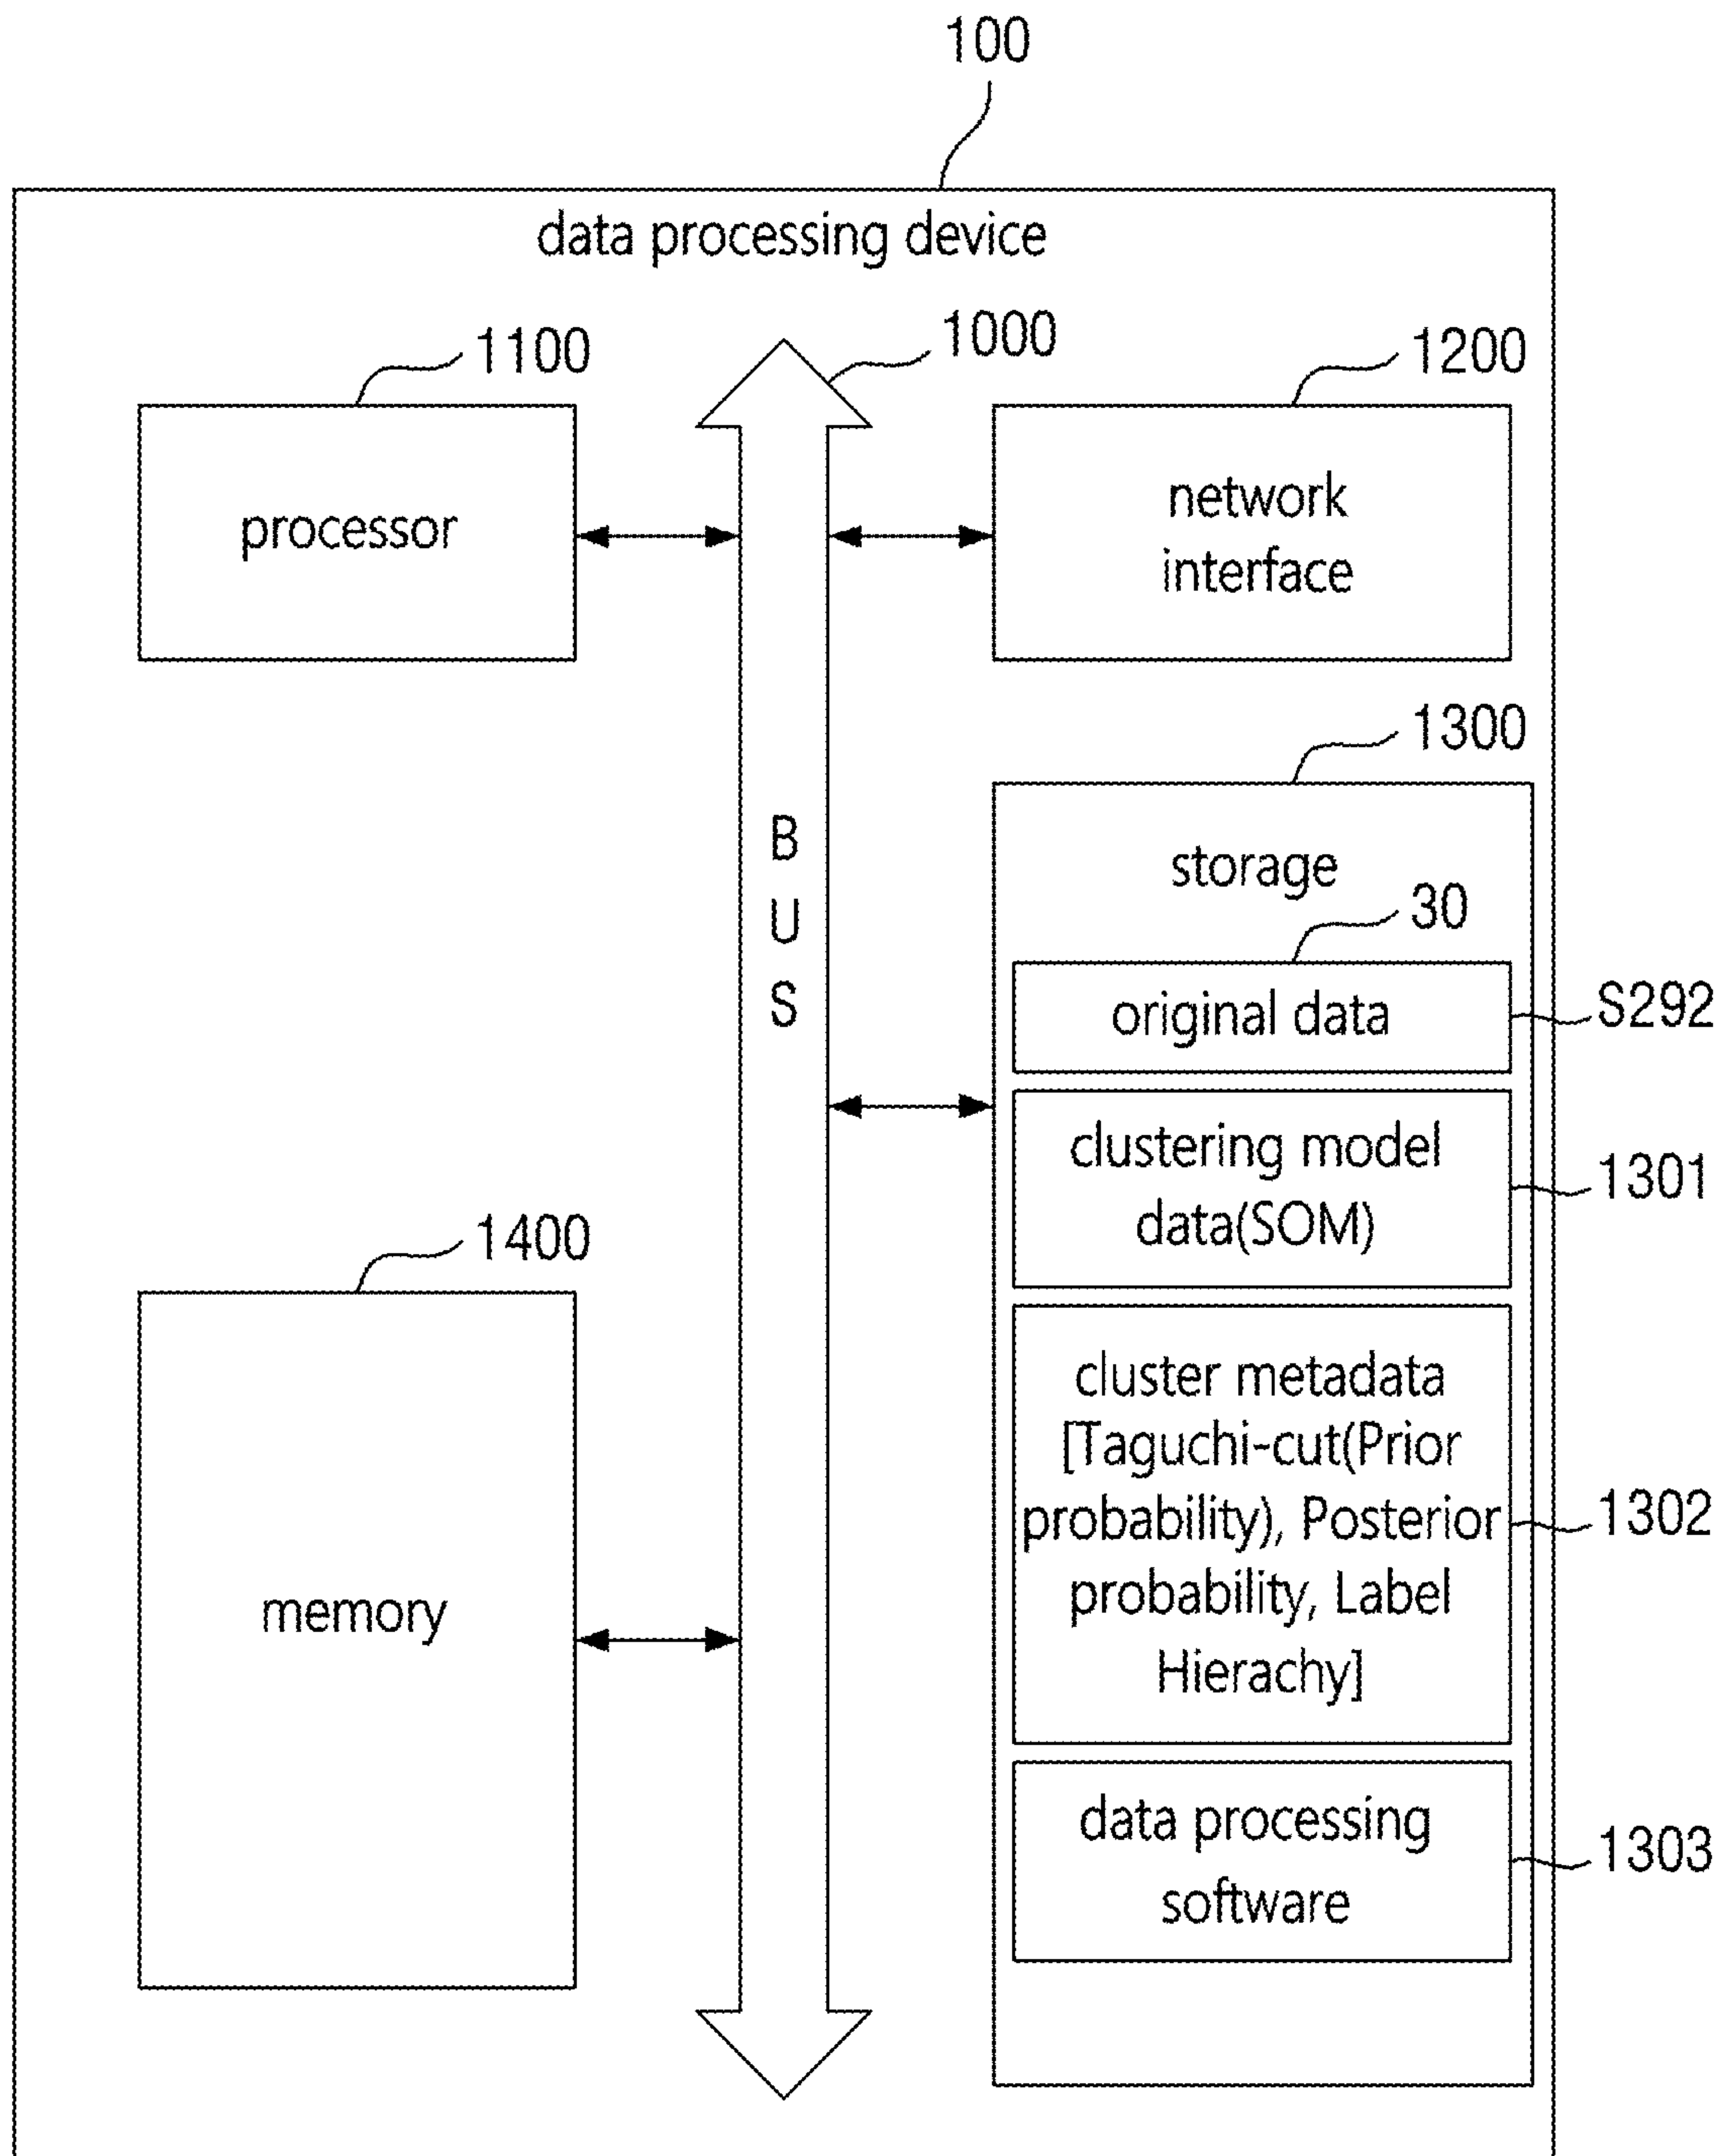 100
data processing device
1100
1000
1200
processor
network
interface
1300
B
U
S
storage
30
original data
S292
clustering model
data(SOM)
1301
1400
memory
cluster metadata
[Taguchi-cut(Prior
probability), Posterior
probability, Label
Hierachy]
1302
data processing
software
1303